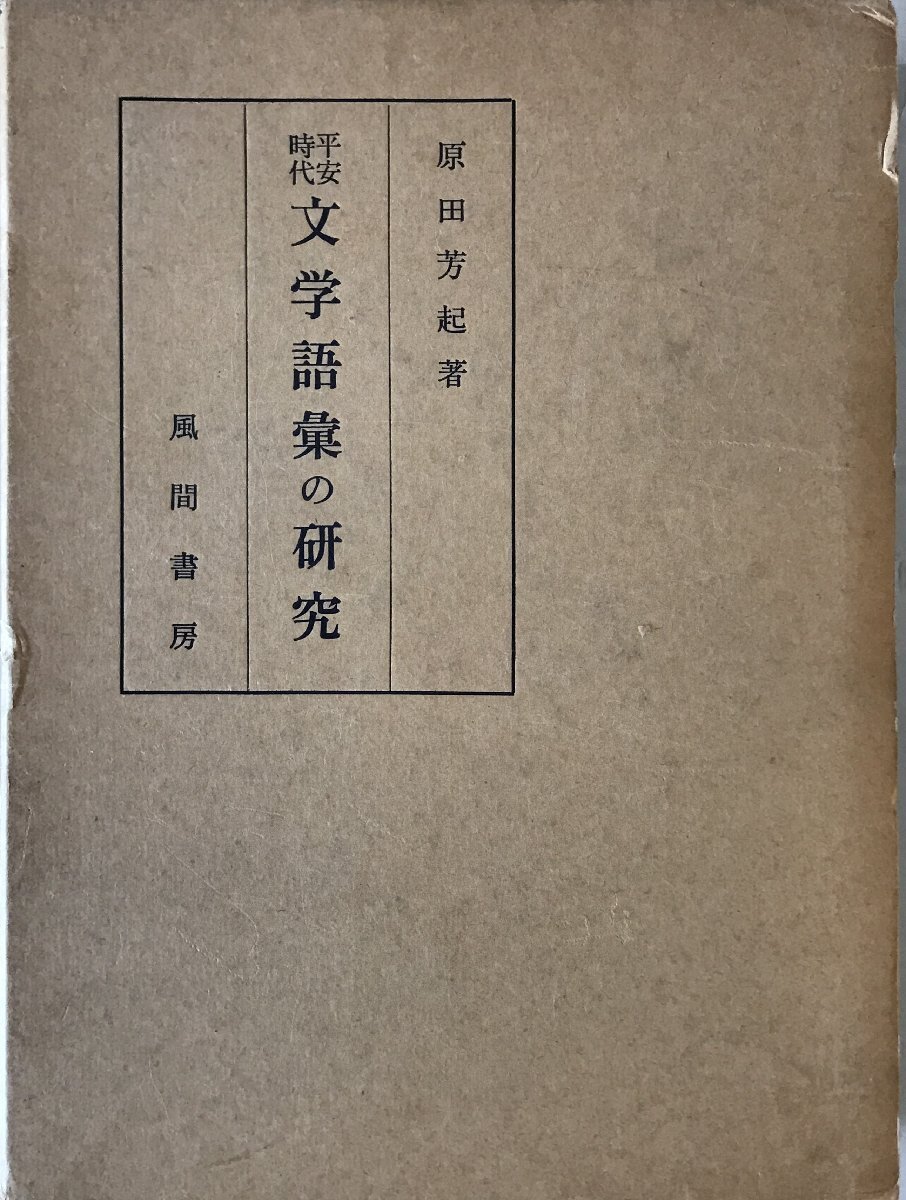 原田芳起著
平安時代文学語彙の研究
風間書房